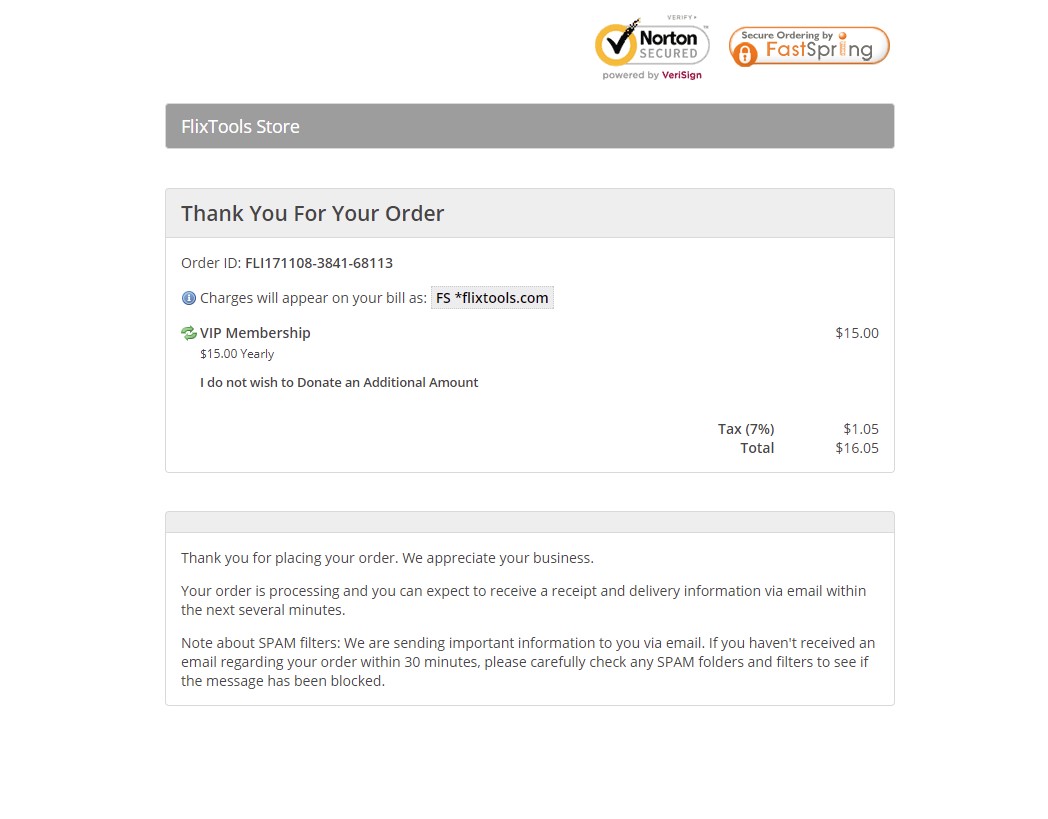 VERIFY
Norton
SECURED
™
powered by VeriSign
Secure Ordering by
FastSpring
FlixTools Store
Thank You For Your Order
Order ID: FLI171108-3841-68113
Charges will appear on your bill as: FS *flixtools.com
VIP Membership $15.00
$15.00 Yearly
I do not wish to Donate an Additional Amount
Tax (7%) $1.05
Total $16.05
Thank you for placing your order. We appreciate your business.
Your order is processing and you can expect to receive a receipt and delivery information via email within
the next several minutes.
Note about SPAM filters: We are sending important information to you via email. If you haven't received an
email regarding your order within 30 minutes, please carefully check any SPAM folders and filters to see if
the message has been blocked.